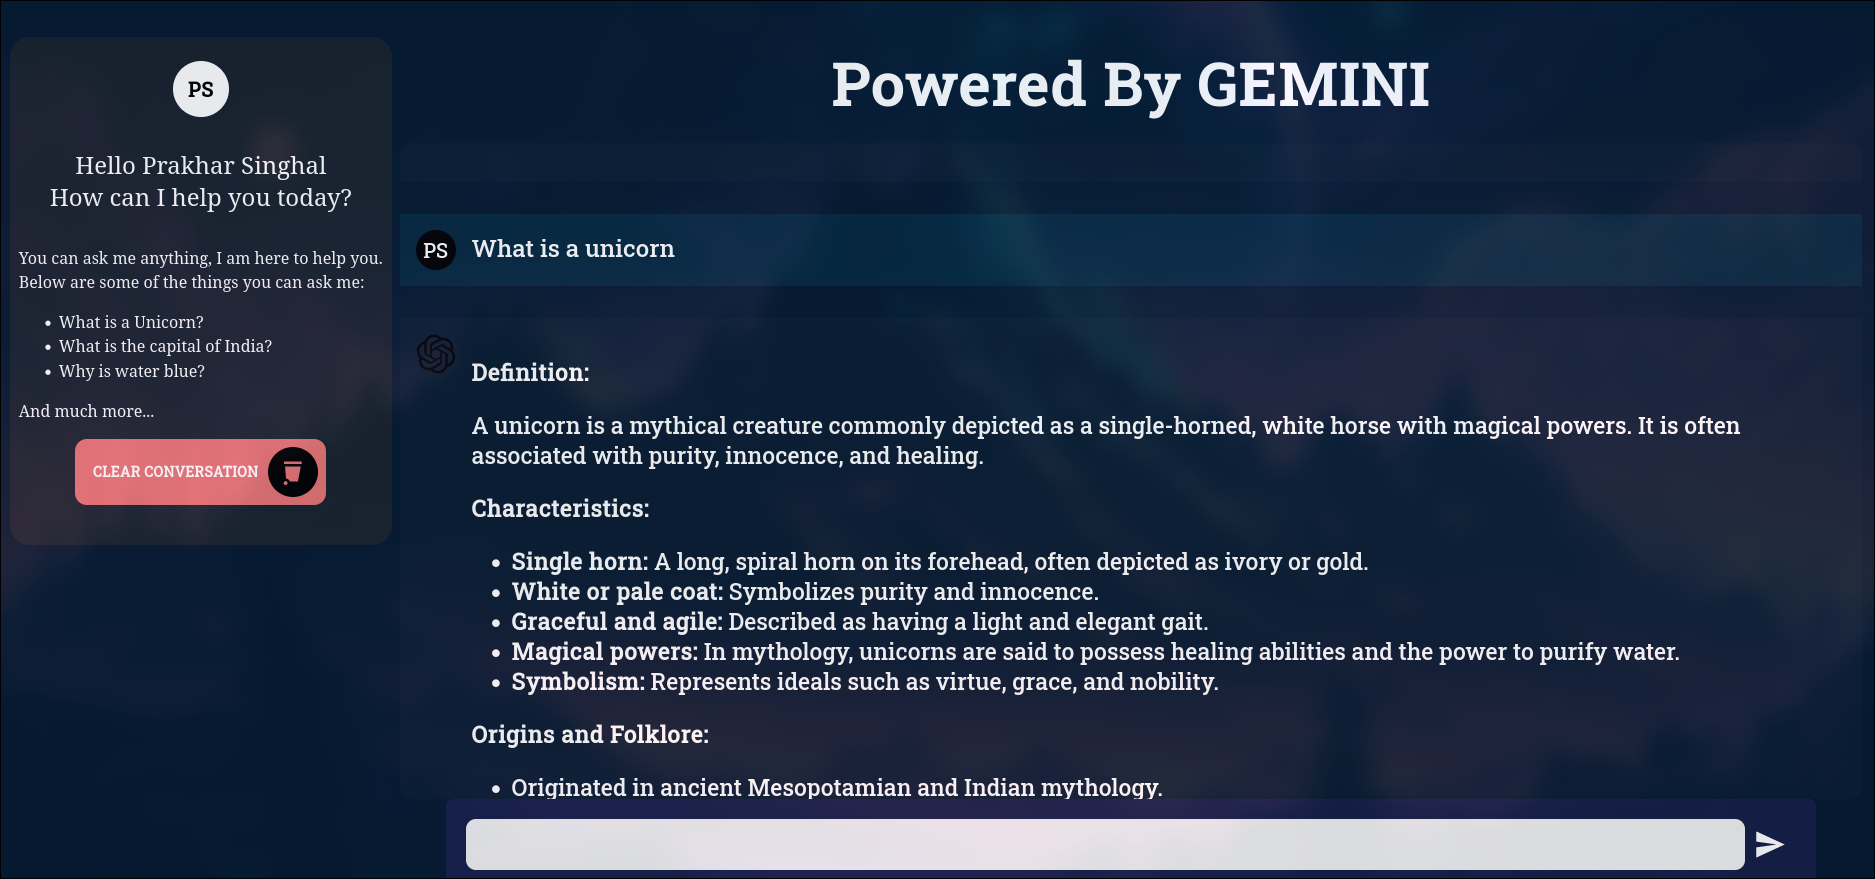 PS
Hello Prakhar Singhal
How can I help you today?
You can ask me anything, I am here to help you.
Below are some of the things you can ask me:
• What is a Unicorn?
• What is the capital of India?
• Why is water blue?
And much more...
CLEAR CONVERSATION
Powered By GEMINI
PS What is a unicorn
Definition:
A unicorn is a mythical creature commonly depicted as a single-horned, white horse with magical powers. It is often
associated with purity, innocence, and healing.
Characteristics:
• Single horn: A long, spiral horn on its forehead, often depicted as ivory or gold.
• White or pale coat: Symbolizes purity and innocence.
• Graceful and agile: Described as having a light and elegant gait.
• Magical powers: In mythology, unicorns are said to possess healing abilities and the power to purify water.
• Symbolism: Represents ideals such as virtue, grace, and nobility.
Origins and Folklore:
• Originated in ancient Mesopotamian and Indian mythology.